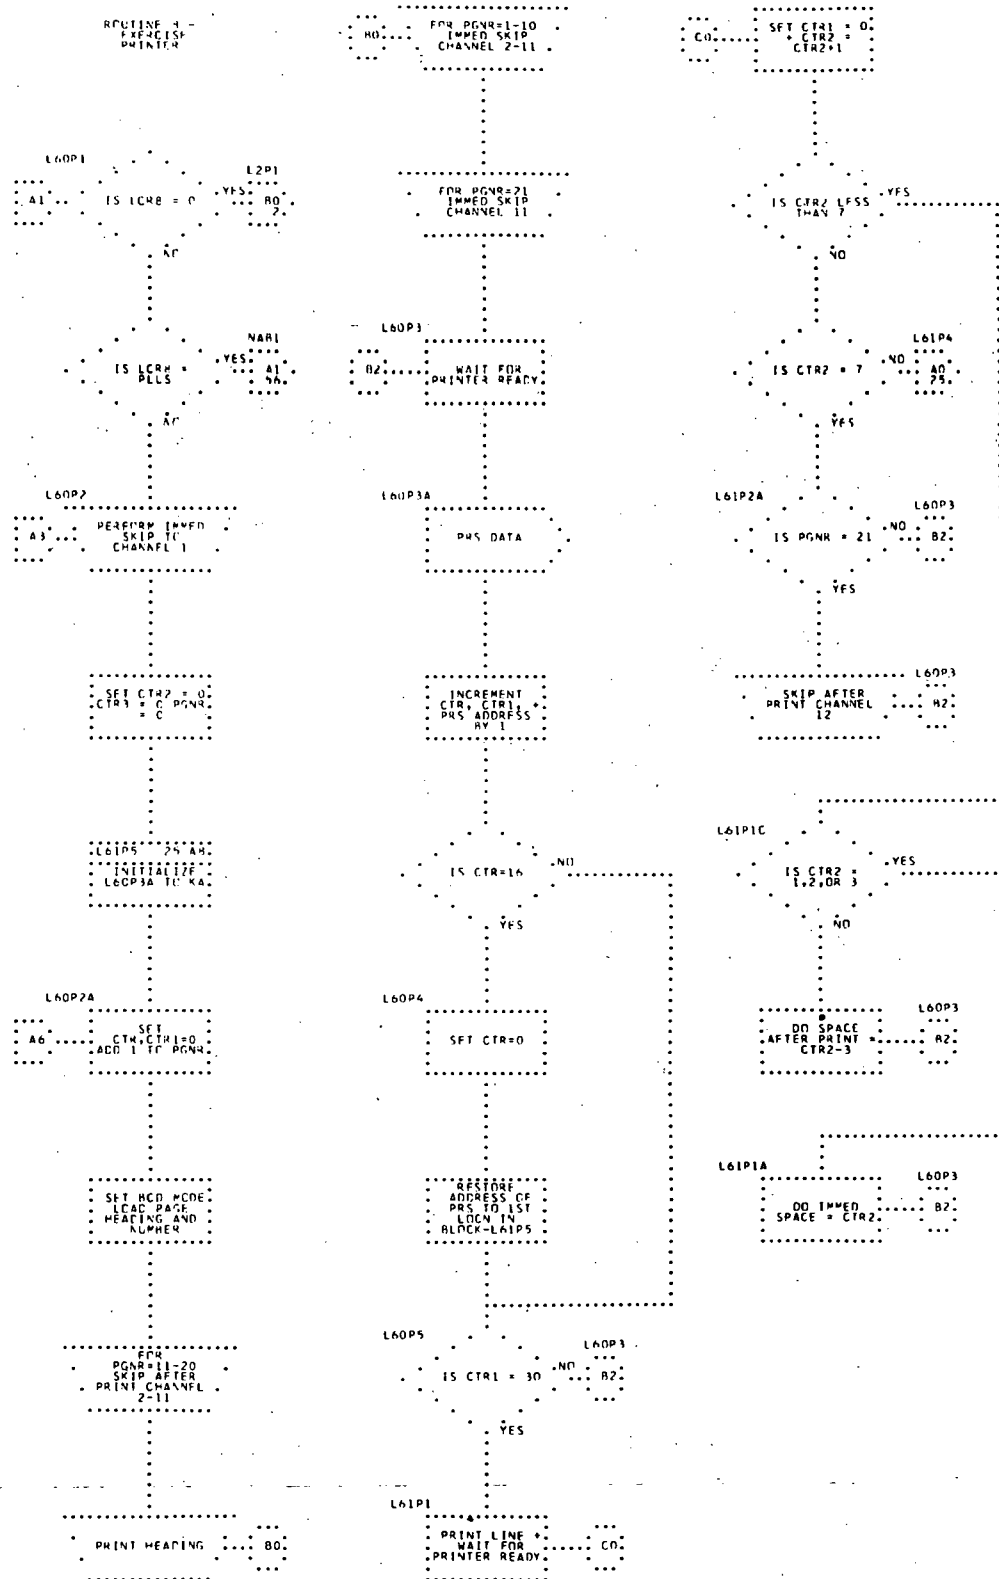 EXERCISE
PRINTER
L60P1
A1
IS LCRB = 0
YES
L2P1
B0
2
NO
IS LCRB =
YES
NAB1
A1
NO
L60P2
A3
PERFORM IMMED
SKIP TO
CHANNEL 1
SET CTR2 = 0
L61P5 25 A8
INITIALIZE
L60P3A TO KA
L60P2A
A6
SET
CTR,CTR1=0
ADD 1 TO PGNR
SET BCD MODE
LOAD PAGE
HEADING AND
NUMBER
FOR
PGNR=11-20
SKIP AFTER
PRINT CHANNEL
2-11
PRINT HEADING
B0
B0
FOR PGNR=1-10
IMMED SKIP
CHANNEL 2-11
FOR PGNR=21
IMMED SKIP
CHANNEL 11
L60P3
B2
WAIT FOR
PRINTER READY
L60P3A
PRS DATA
INCREMENT
CTR, CTR1, +
PRS ADDRESS
BY 1
IS CTR=16
NO
YES
L60P4
SET CTR=0
RESTORE
ADDRESS OF
PRS TO 1ST
LOCN IN
BLOCK-L61P5
L60P5
IS CTR1 = 30
NO
L60P3
B2
YES
L61P1
PRINT LINE +
WAIT FOR
PRINTER READY
C0
C0
SET CTR1 = 0
+ CTR2 =
CTR2+1
IS CTR2 LESS
THAN 7
YES
NO
IS CTR2 = 7
NO
L61P4
A0
25
YES
L61P2A
IS PGNR = 21
NO
L60P3
B2
YES
SKIP AFTER
PRINT CHANNEL
12
L60P3
B2
L61P1C
IS CTR2 =
1,2,OR 3
YES
NO
DO SPACE
AFTER PRINT =
CTR2-3
L60P3
B2
L61P1A
DO IMMED
SPACE = CTR2
L60P3
B2